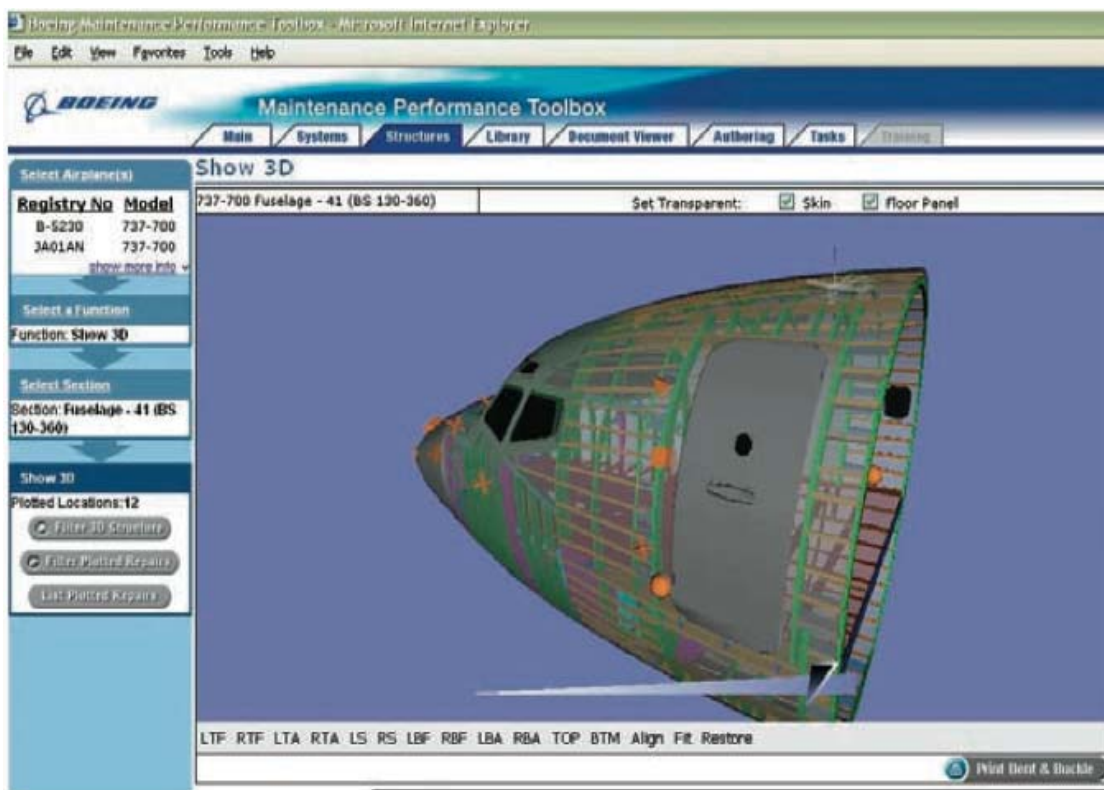 Boeing Maintenance Performance Toolbox - Microsoft Internet Explorer
File Edit View Favorites Tools Help
BOEING
Maintenance Performance Toolbox
Main Systems Structures Library Document Viewer Authoring Tasks Training
Select Airplane(s)
Registry No Model
B-5230 737-700
JA01AN 737-700
show more info
Select a Function
Function: Show 3D
Select Section
Section: Fuselage - 41 (BS
130-360)
Show 3D
Plotted Locations:12
Filter 3D Structure
Filter Plotted Repairs
List Plotted Repairs
Show 3D
737-700 Fuselage - 41 (BS 130-360) Set Transparent: Skin Floor Panel
LTF RTF LTA RTA LS RS LBF RBF LBA RBA TOP BTM Align Fit Restore
Print Dent & Buckle